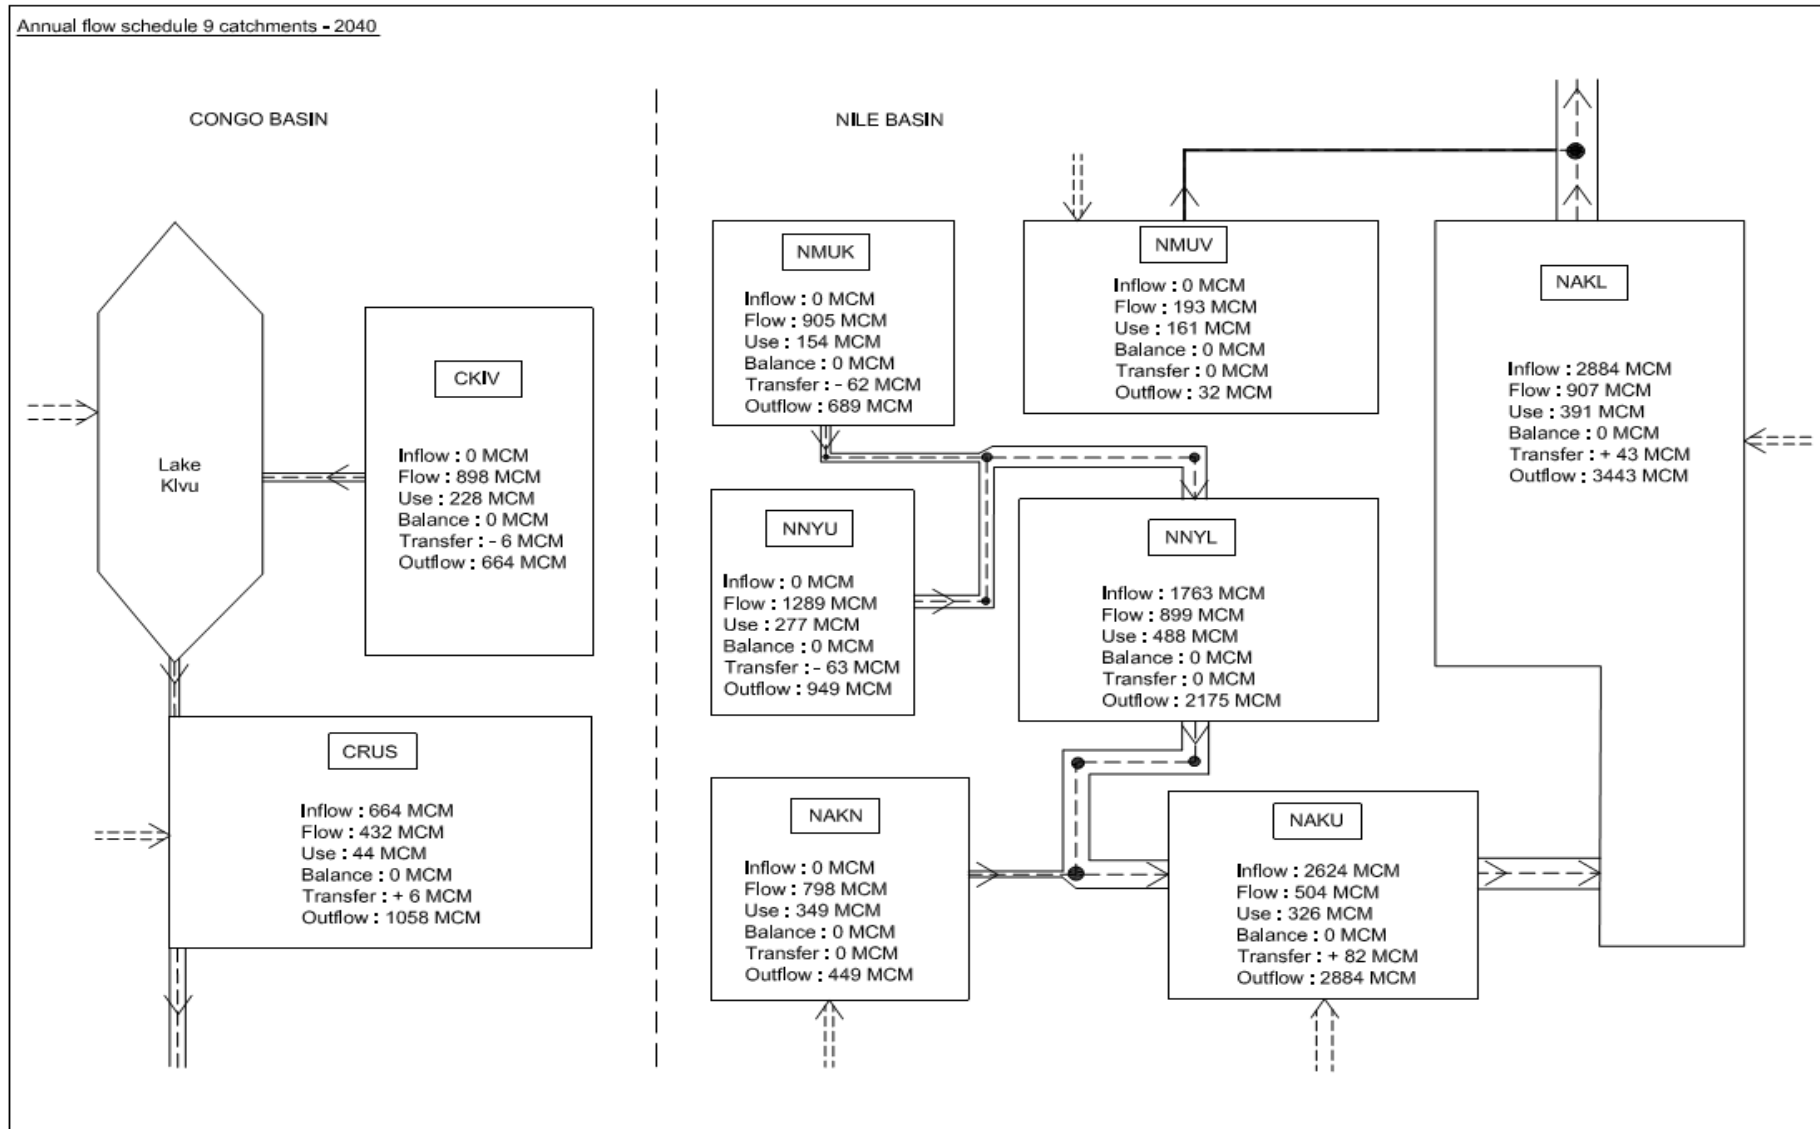 Annual flow schedule 9 catchments - 2040
CONGO BASIN
NILE BASIN
Lake
Kivu
CKIV
Inflow : 0 MCM
Flow : 898 MCM
Use : 228 MCM
Balance : 0 MCM
Transfer : - 6 MCM
Outflow : 664 MCM
CRUS
Inflow : 664 MCM
Flow : 432 MCM
Use : 44 MCM
Balance : 0 MCM
Transfer : + 6 MCM
Outflow : 1058 MCM
NMUK
Inflow : 0 MCM
Flow : 905 MCM
Use : 154 MCM
Balance : 0 MCM
Transfer : - 62 MCM
Outflow : 689 MCM
NMUV
Inflow : 0 MCM
Flow : 193 MCM
Use : 161 MCM
Balance : 0 MCM
Transfer : 0 MCM
Outflow : 32 MCM
NAKL
Inflow : 2884 MCM
Flow : 907 MCM
Use : 391 MCM
Balance : 0 MCM
Transfer : + 43 MCM
Outflow : 3443 MCM
NNYU
Inflow : 0 MCM
Flow : 1289 MCM
Use : 277 MCM
Balance : 0 MCM
Transfer : - 63 MCM
Outflow : 949 MCM
NNYL
Inflow : 1763 MCM
Flow : 899 MCM
Use : 488 MCM
Balance : 0 MCM
Transfer : 0 MCM
Outflow : 2175 MCM
NAKN
Inflow : 0 MCM
Flow : 798 MCM
Use : 349 MCM
Balance : 0 MCM
Transfer : 0 MCM
Outflow : 449 MCM
NAKU
Inflow : 2624 MCM
Flow : 504 MCM
Use : 326 MCM
Balance : 0 MCM
Transfer : + 82 MCM
Outflow : 2884 MCM